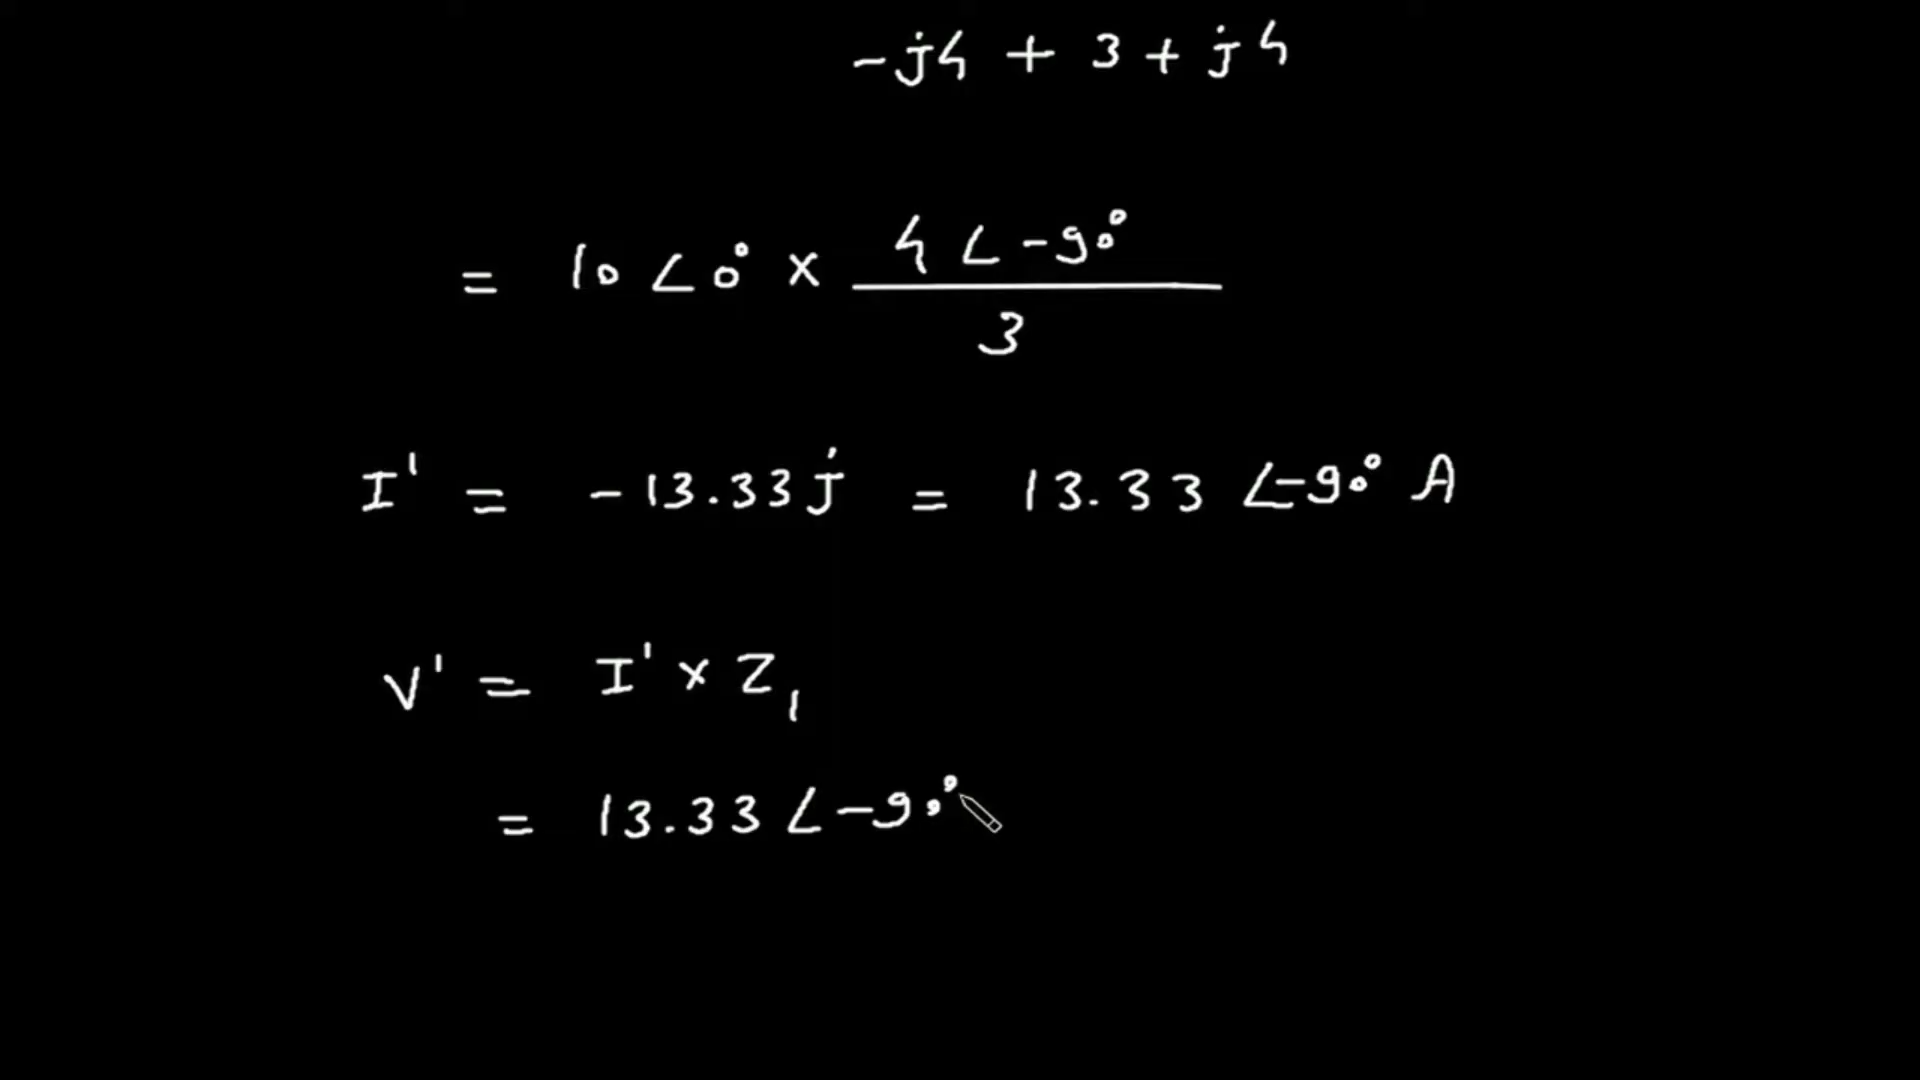 -j4 + 3 + j4
= 10 ∠0° × 4 ∠-90°
3
I' = -13.33j = 13.33 ∠-90° A
V' = I' × Z₁
= 13.33 ∠-90°